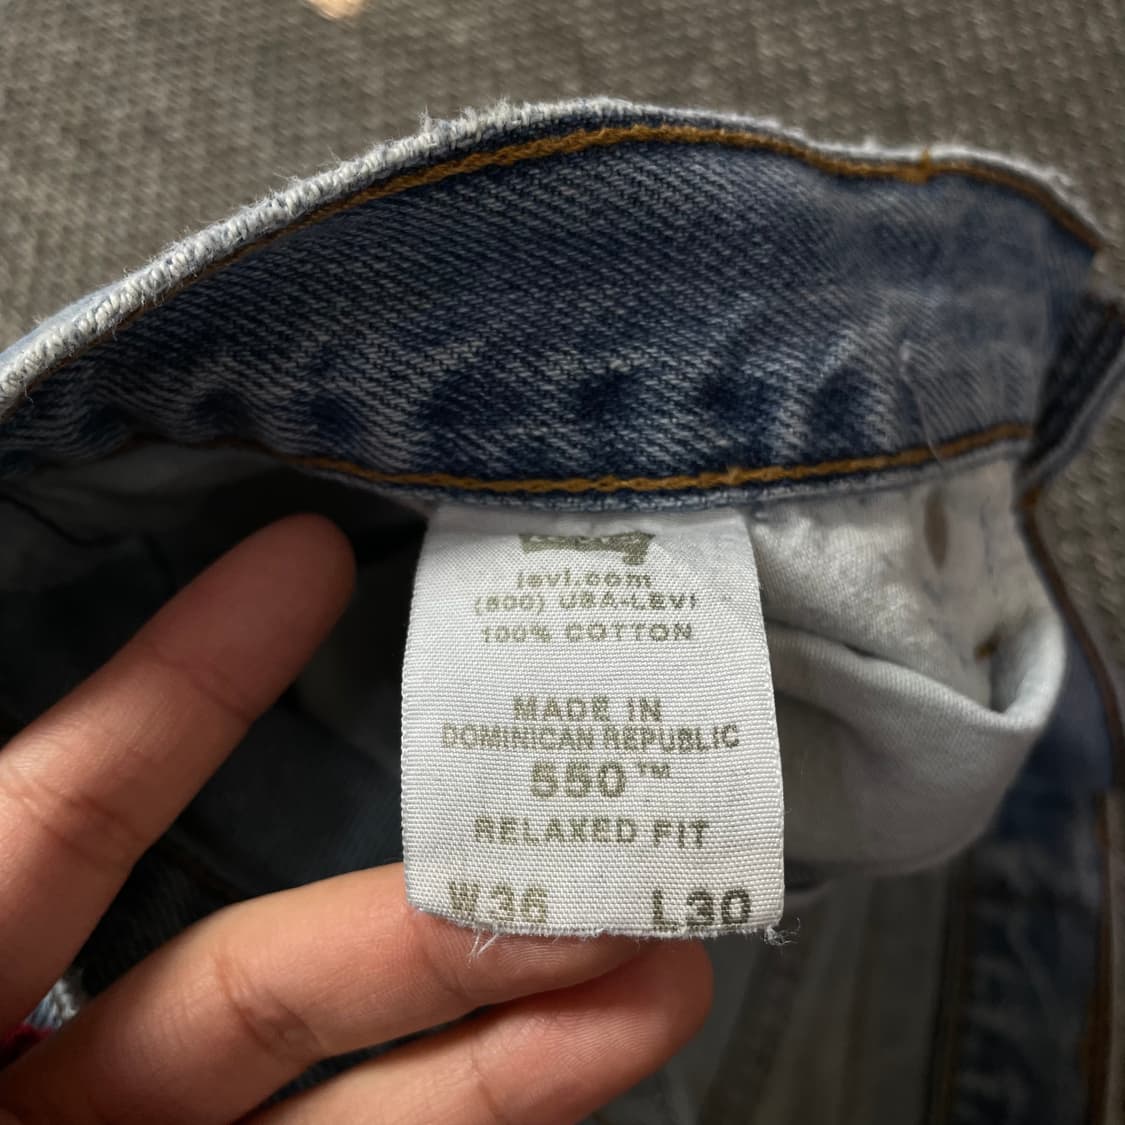 levi.com
(800) USA-LEVI
100% COTTON
MADE IN
DOMINICAN REPUBLIC
550™
RELAXED FIT
W36 L30